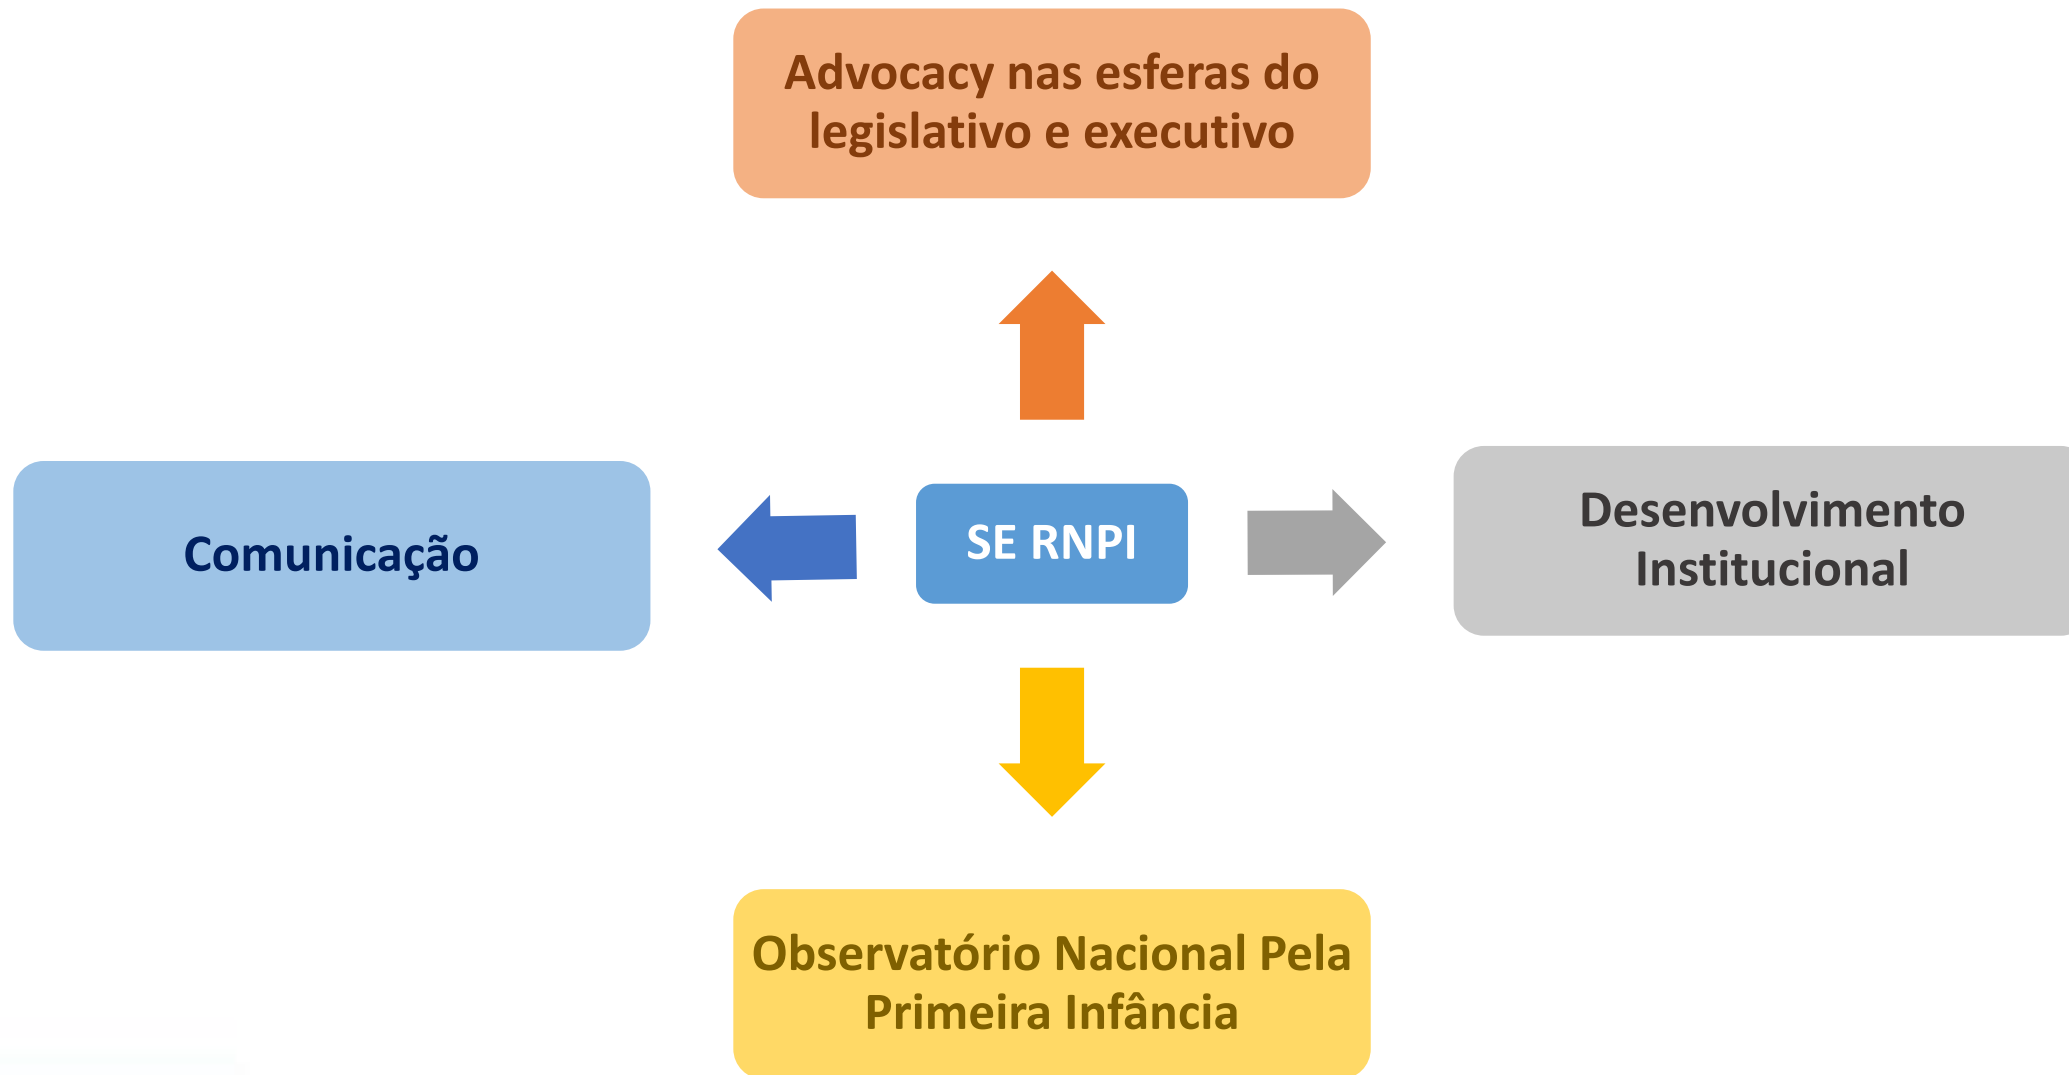 Advocacy nas esferas do
legislativo e executivo
Comunicação
SE RNPI
Desenvolvimento
Institucional
Observatório Nacional Pela
Primeira Infância